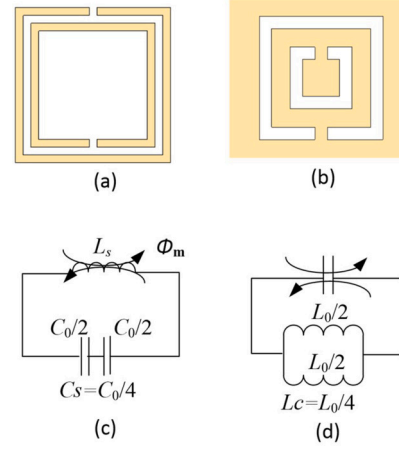 (a)
(b)
Ls
Φm
C0/2 C0/2
Cs=C0/4
(c)
L0/2
L0/2
Lc=L0/4
(d)